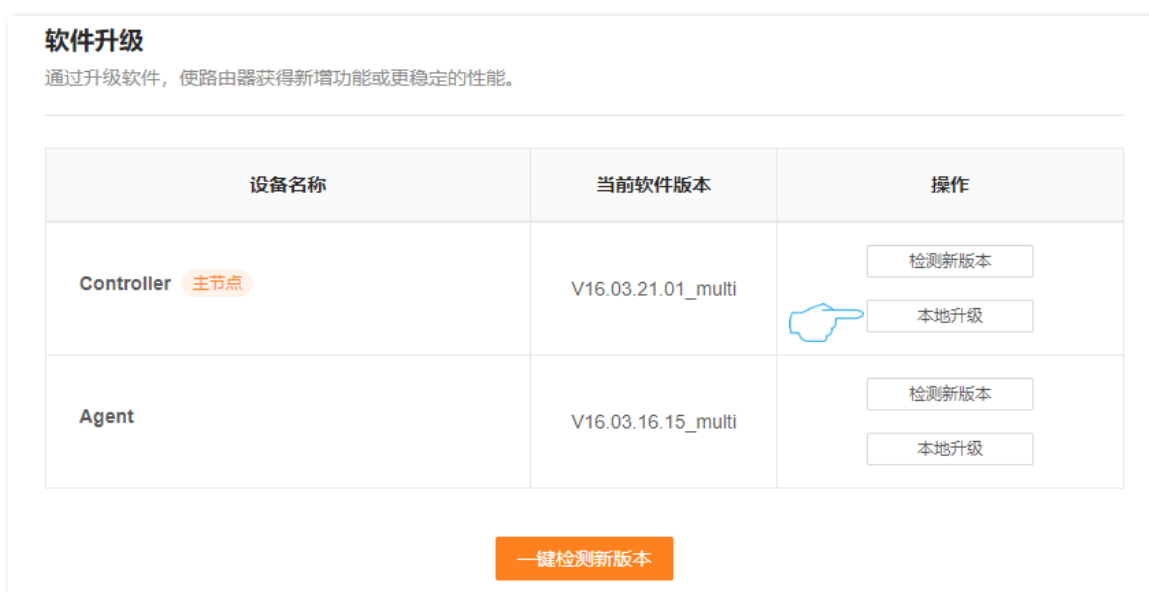 软件升级
通过升级软件，使路由器获得新增功能或更稳定的性能。
设备名称 当前软件版本 操作
Controller 主节点 V16.03.21.01_multi 检测新版本
本地升级
Agent V16.03.16.15_multi 检测新版本
本地升级
一键检测新版本